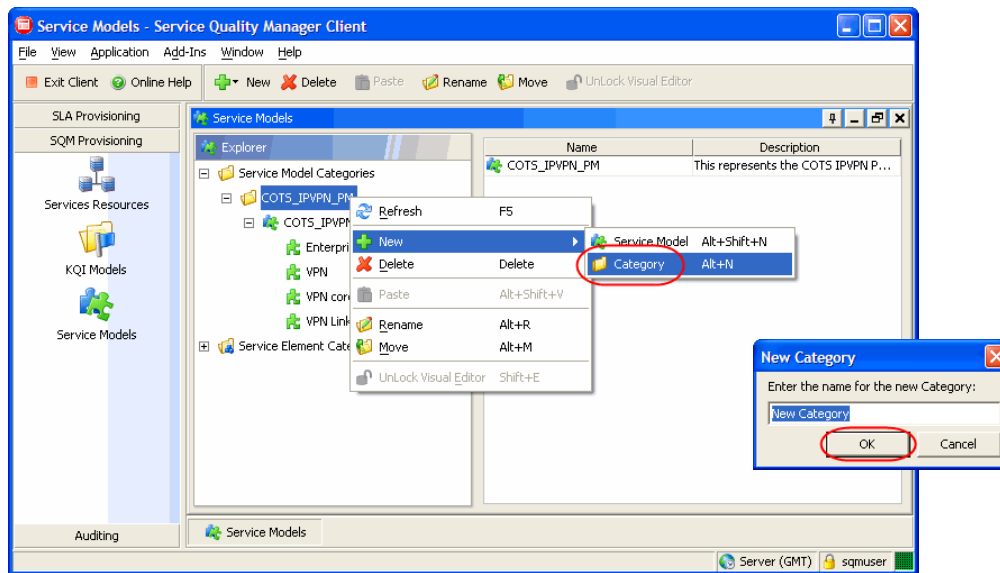 Service Models - Service Quality Manager Client
File View Application Add-Ins Window Help
Exit Client Online Help New Delete Paste Rename Move UnLock Visual Editor
SLA Provisioning
SQM Provisioning
Services Resources
KQI Models
Service Models
Auditing
Service Models
Explorer
Service Model Categories
COTS_IPVPN_PM
COTS_IPVPN
Enterpri
VPN
VPN con
VPN Link
Service Element Cate
Name Description
COTS_IPVPN_PM This represents the COTS IPVPN P...
Refresh F5
New
Delete Delete
Paste Alt+Shift+V
Rename Alt+R
Move Alt+M
UnLock Visual Editor Shift+E
Service Model Alt+Shift+N
Category Alt+N
New Category
Enter the name for the new Category:
New Category
OK Cancel
Service Models
Server (GMT) sqmuser